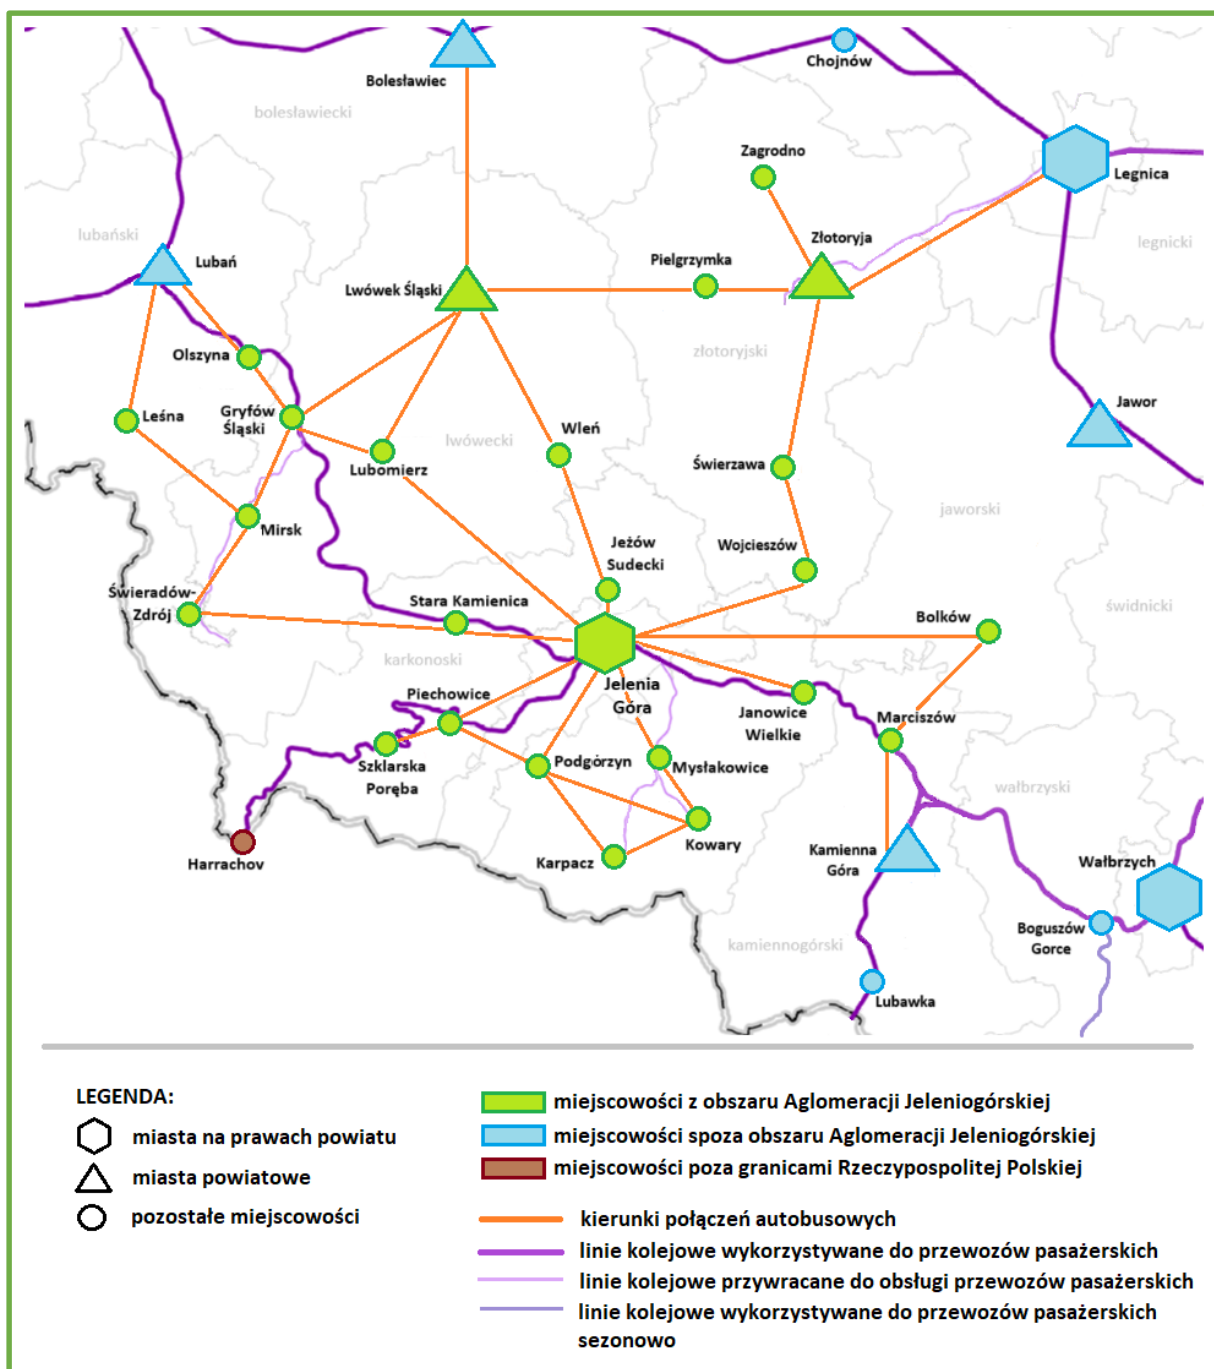 Bolesławiec
Chojnów
bolesławiecki
Zagrodno
Legnica
lubański
Lubań
Złotoryja
legnicki
Pielgrzymka
Lwówek Śląski
Olszyna
złotoryjski
Leśna
Gryfów
Śląski
Jawor
lwówecki
Wleń
Lubomierz
Świerzawa
jaworski
Mirsk
Jeżów
Sudecki
Wojcieszów
Świeradów-
Zdrój
Stara Kamienica
Bolków
świdnicki
karkonoski
Piechowice
Jelenia
Góra
Janowice
Wielkie
Marciszów
Szklarska
Poręba
Podgórzyn
Mysłakowice
wałbrzyski
Harrachov
Karpacz
Kowary
Kamienna
Góra
Wałbrzych
Boguszów
Gorce
kamiennogórski
Lubawka
LEGENDA:
miasta na prawach powiatu
miasta powiatowe
pozostałe miejscowości
miejscowości z obszaru Aglomeracji Jeleniogórskiej
miejscowości spoza obszaru Aglomeracji Jeleniogórskiej
miejscowości poza granicami Rzeczypospolitej Polskiej
kierunki połączeń autobusowych
linie kolejowe wykorzystywane do przewozów pasażerskich
linie kolejowe przywracane do obsługi przewozów pasażerskich
linie kolejowe wykorzystywane do przewozów pasażerskich
sezonowo